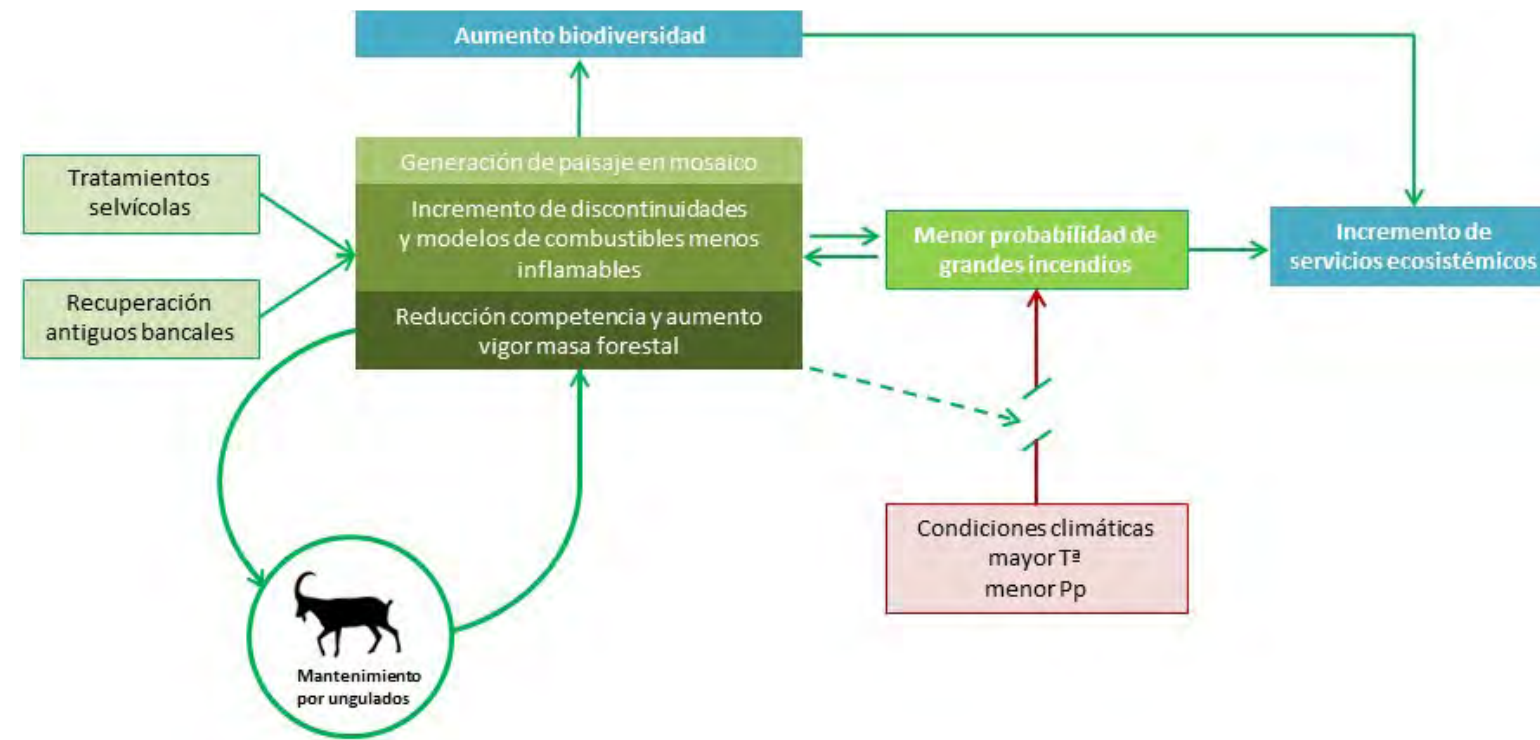 Aumento biodiversidad
Tratamientos
selvícolas
Recuperación
antiguos bancales
Generación de paisaje en mosaico
Incremento de discontinuidades
y modelos de combustibles menos
inflamables
Reducción competencia y aumento
vigor masa forestal
Menor probabilidad de
grandes incendios
Incremento de
servicios ecosistémicos
Condiciones climáticas
mayor Tª
menor Pp
Mantenimiento
por ungulados